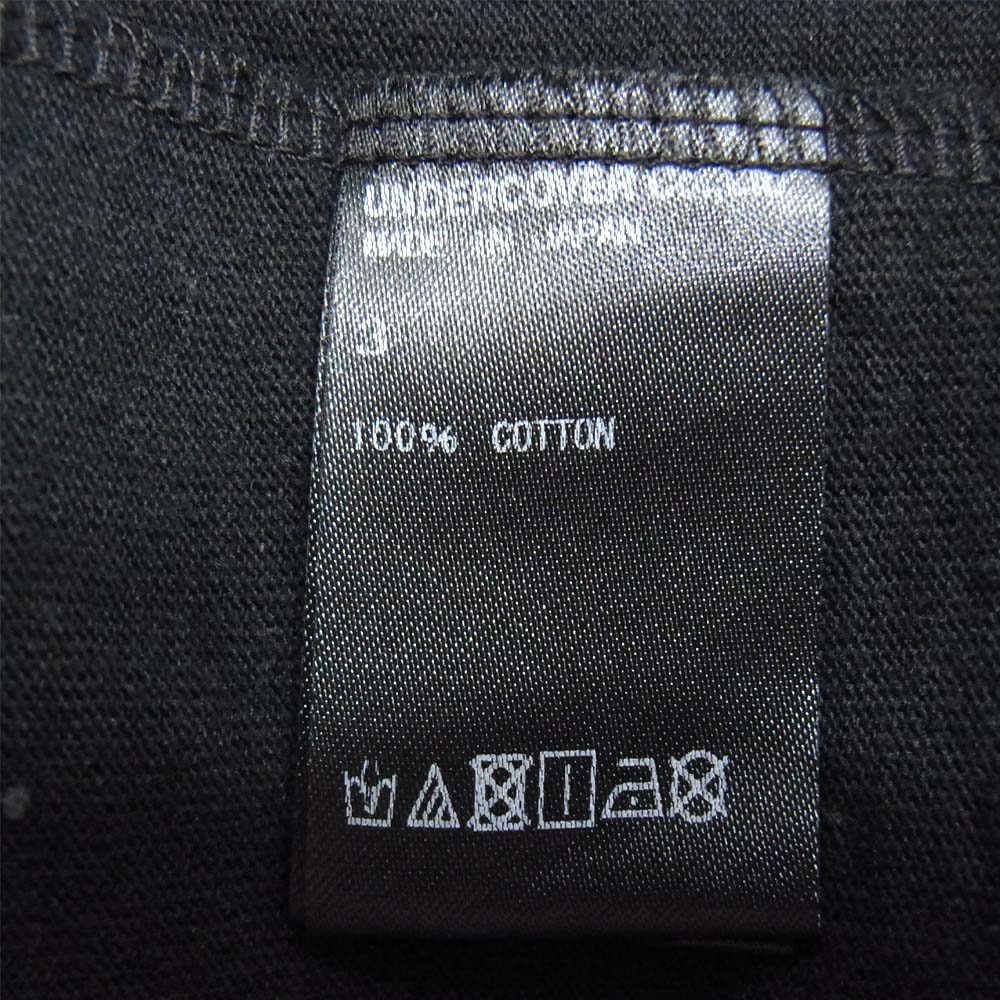 UNDERCOVER
MADE IN JAPAN
3
100% COTTON